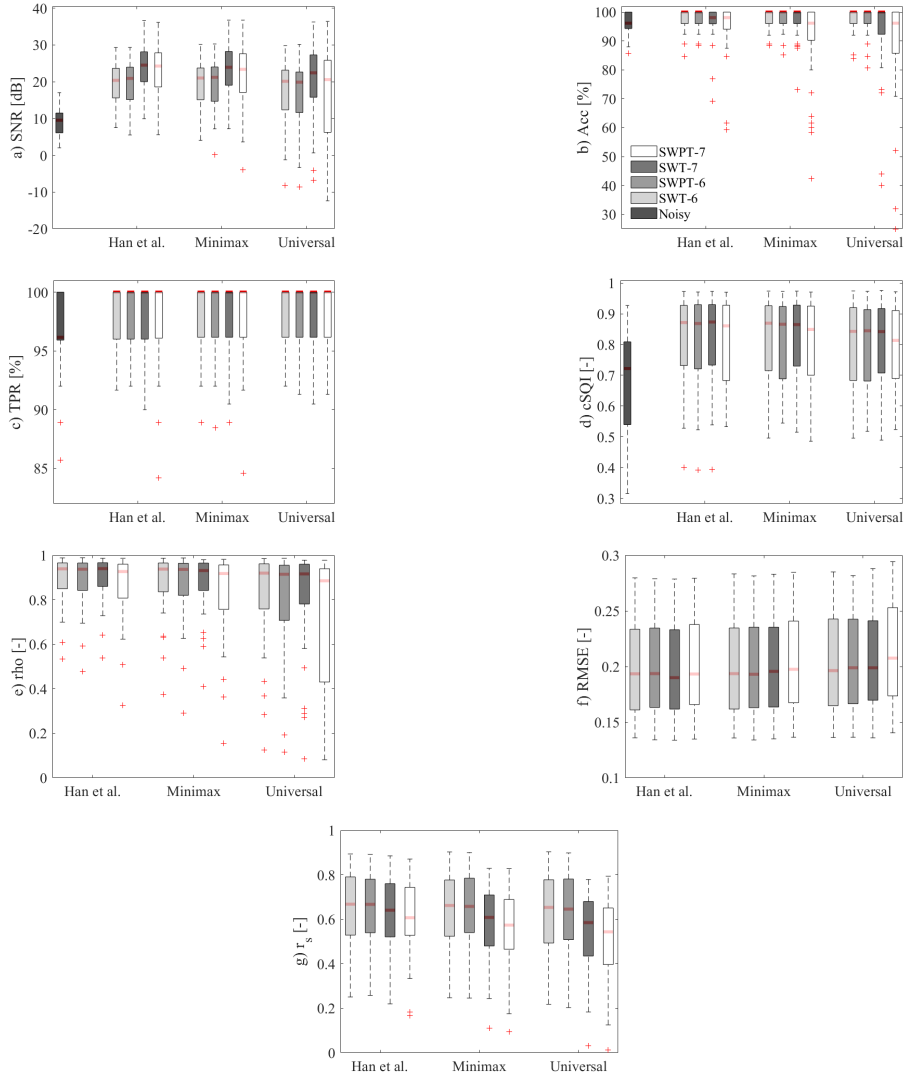 a) SNR [dB]
40
30
20
10
0
-10
-20
Han et al.
Minimax
Universal
b) Acc [%]
100
90
80
70
60
50
40
30
SWPT-7
SWT-7
SWPT-6
SWT-6
Noisy
Han et al.
Minimax
Universal
c) TPR [%]
100
95
90
85
Han et al.
Minimax
Universal
d) cSQI [-]
1
0.9
0.8
0.7
0.6
0.5
0.4
0.3
Han et al.
Minimax
Universal
e) rho [-]
1
0.8
0.6
0.4
0.2
0
Han et al.
Minimax
Universal
f) RMSE [-]
0.3
0.25
0.2
0.15
0.1
Han et al.
Minimax
Universal
g) r_s [-]
1
0.8
0.6
0.4
0.2
0
Han et al.
Minimax
Universal